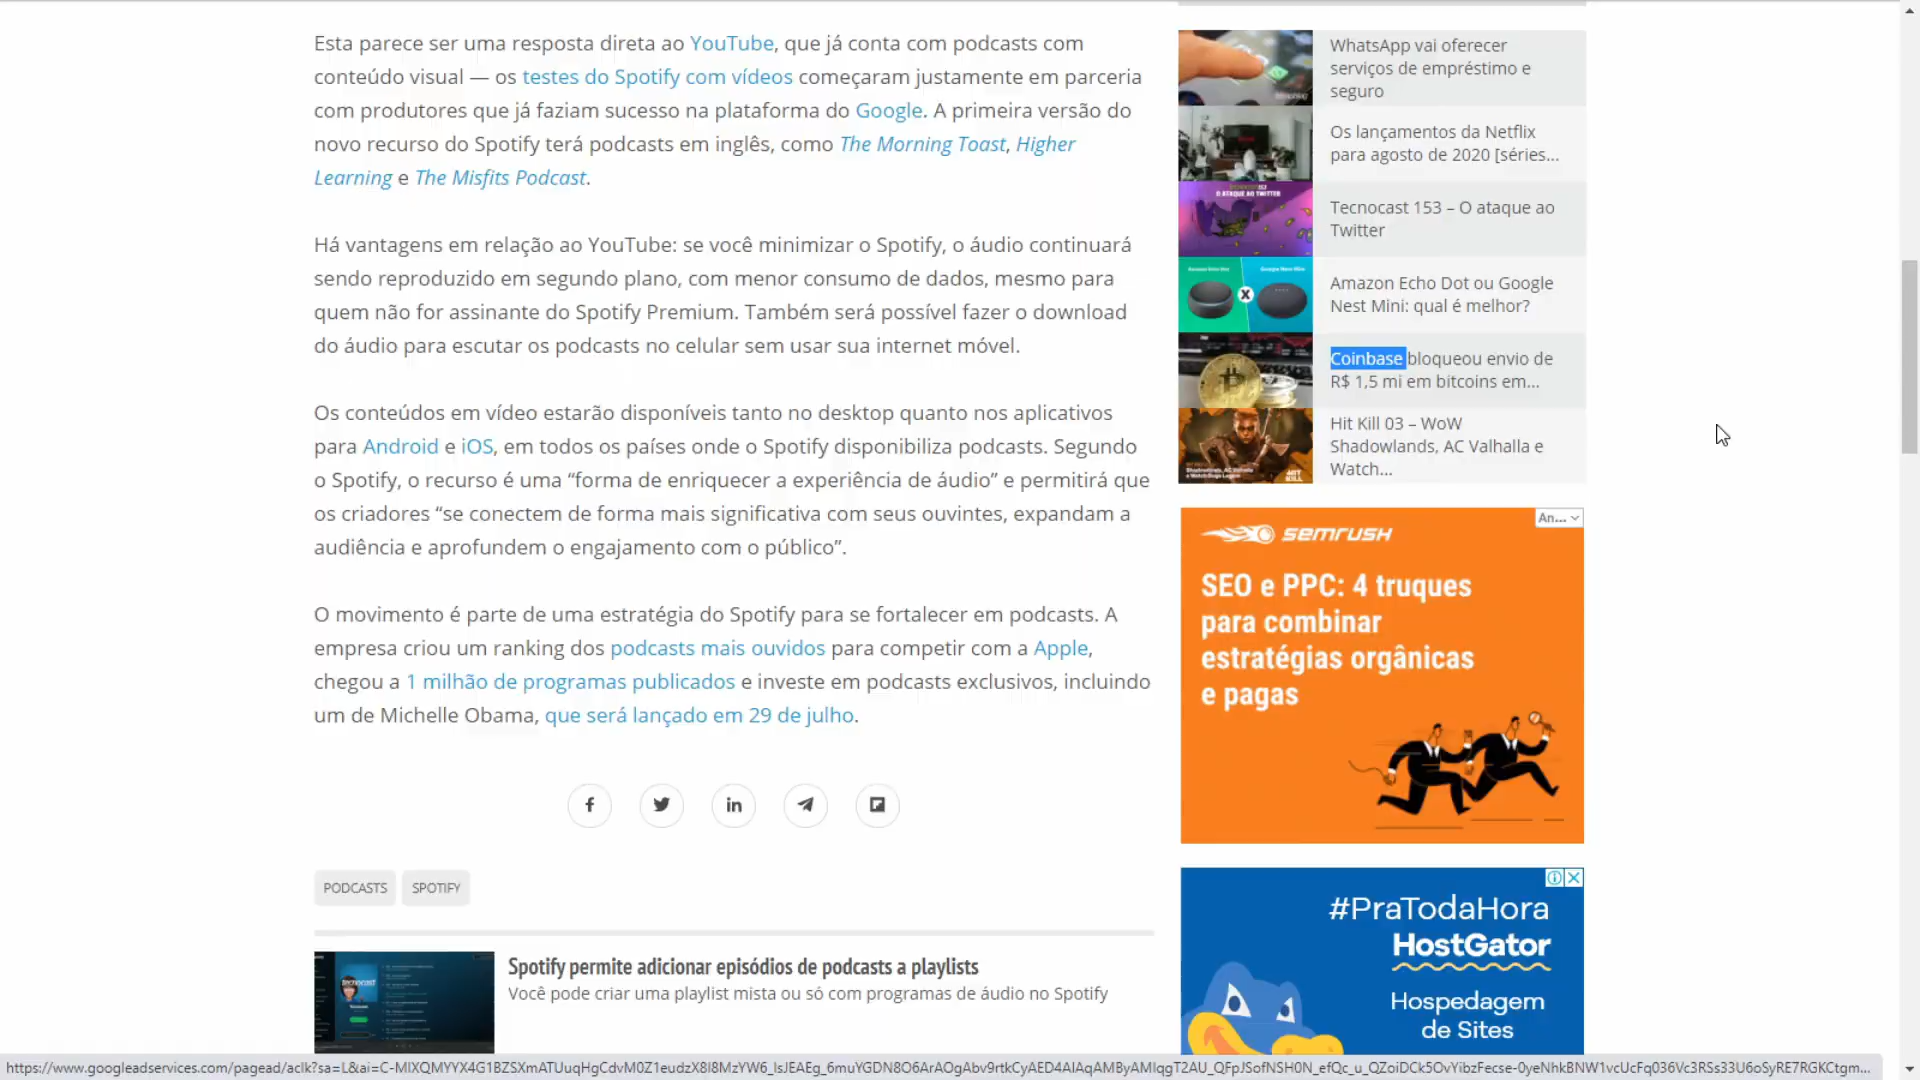 Esta parece ser uma resposta direta ao YouTube, que já conta com podcasts com
conteúdo visual — os testes do Spotify com vídeos começaram justamente em parceria
com produtores que já faziam sucesso na plataforma do Google. A primeira versão do
novo recurso do Spotify terá podcasts em inglês, como The Morning Toast, Higher
Learning e The Misfits Podcast.
Há vantagens em relação ao YouTube: se você minimizar o Spotify, o áudio continuará
sendo reproduzido em segundo plano, com menor consumo de dados, mesmo para
quem não for assinante do Spotify Premium. Também será possível fazer o download
do áudio para escutar os podcasts no celular sem usar sua internet móvel.
Os conteúdos em vídeo estarão disponíveis tanto no desktop quanto nos aplicativos
para Android e iOS, em todos os países onde o Spotify disponibiliza podcasts. Segundo
o Spotify, o recurso é uma “forma de enriquecer a experiência de áudio” e permitirá que
os criadores “se conectem de forma mais significativa com seus ouvintes, expandam a
audiência e aprofundem o engajamento com o público”.
O movimento é parte de uma estratégia do Spotify para se fortalecer em podcasts. A
empresa criou um ranking dos podcasts mais ouvidos para competir com a Apple,
chegou a 1 milhão de programas publicados e investe em podcasts exclusivos, incluindo
um de Michelle Obama, que será lançado em 29 de julho.
PODCASTS SPOTIFY
Spotify permite adicionar episódios de podcasts a playlists
Você pode criar uma playlist mista ou só com programas de áudio no Spotify
tecnocast
WhatsApp vai oferecer
serviços de empréstimo e
seguro
Os lançamentos da Netflix
para agosto de 2020 [séries...
O ATAQUE AO TWITTER
Tecnocast 153 – O ataque ao
Twitter
X
Amazon Echo Dot ou Google
Nest Mini: qual é melhor?
Coinbase bloqueou envio de
R$ 1,5 mi em bitcoins em...
HIT
KILL
Hit Kill 03 – WoW
Shadowlands, AC Valhalla e
Watch...
An...
SEMRUSH
SEO e PPC: 4 truques
para combinar
estratégias orgânicas
e pagas
#PraTodaHora
HostGator
Hospedagem
de Sites